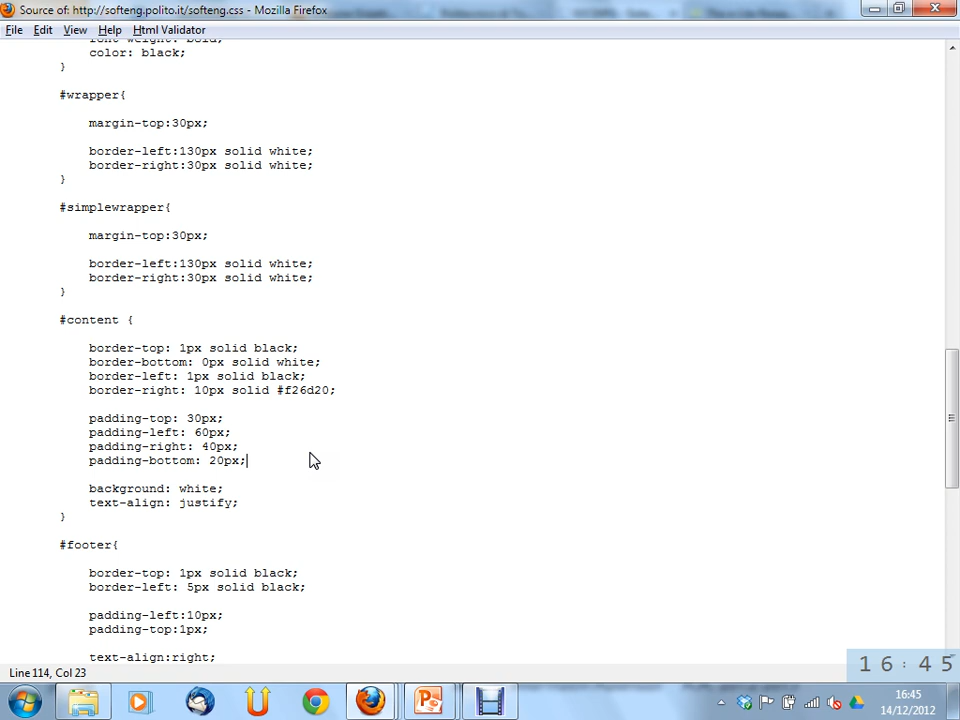 Source of: http://softeng.polito.it/softeng.css - Mozilla Firefox
File Edit View Help Html Validator
font-weight: bold;
color: black;
}
#wrapper{
margin-top:30px;
border-left:130px solid white;
border-right:30px solid white;
}
#simplewrapper{
margin-top:30px;
border-left:130px solid white;
border-right:30px solid white;
}
#content {
border-top: 1px solid black;
border-bottom: 0px solid white;
border-left: 1px solid black;
border-right: 10px solid #f26d20;
padding-top: 30px;
padding-left: 60px;
padding-right: 40px;
padding-bottom: 20px;
background: white;
text-align: justify;
}
#footer{
border-top: 1px solid black;
border-left: 5px solid black;
padding-left:10px;
padding-top:1px;
text-align:right;
Line 114, Col 23
16:45
16:45
14/12/2012